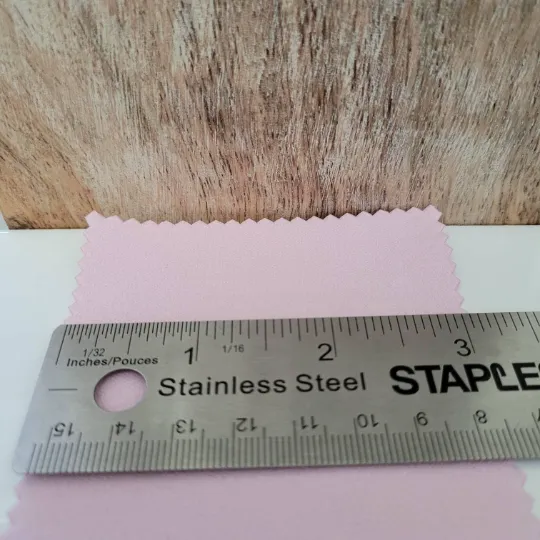 1/32 1 1/16 2 3
Inches/Pouces
Stainless Steel STAPLES
15 14 13 12 11 10 9 8